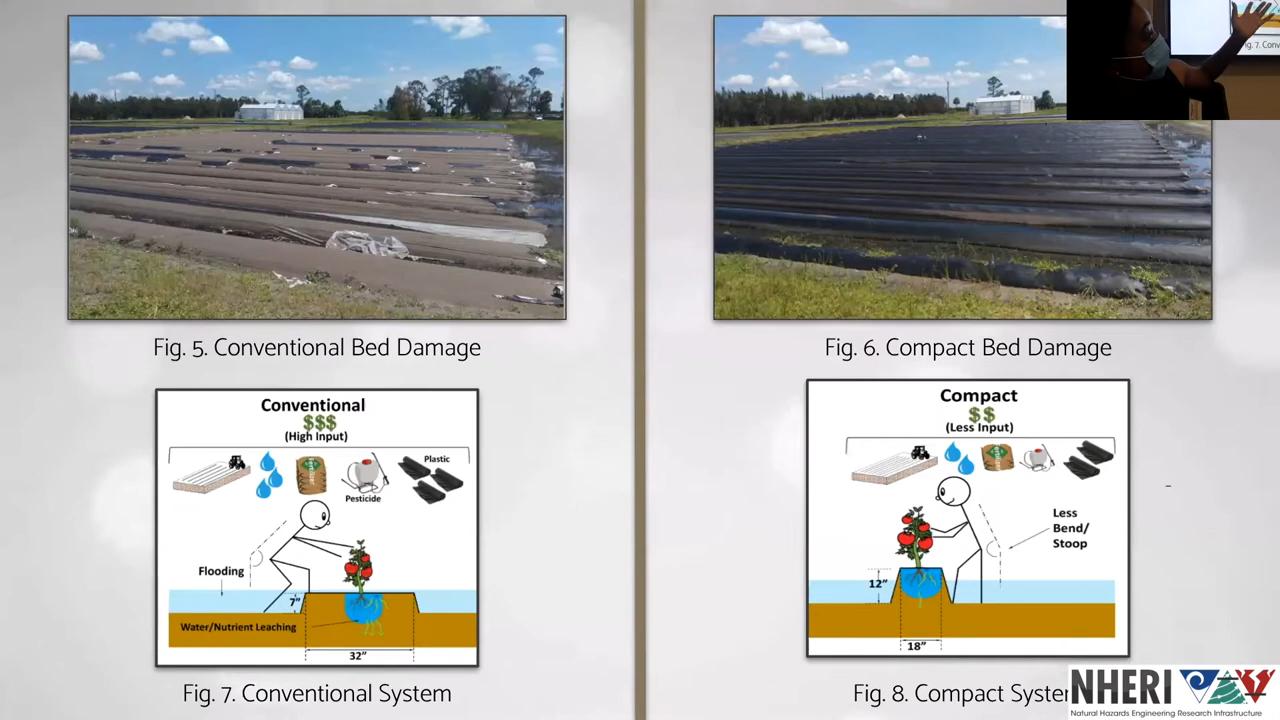 Fig. 5. Conventional Bed Damage
Fig. 6. Compact Bed Damage
Conventional
$$$
(High Input)
Plastic
Pesticide
Flooding
7”
Water/Nutrient Leaching
32”
Fig. 7. Conventional System
Compact
$$
(Less Input)
Less
Bend/
Stoop
12”
18”
Fig. 8. Compact System
NHERI
Natural Hazards Engineering Research Infrastructure